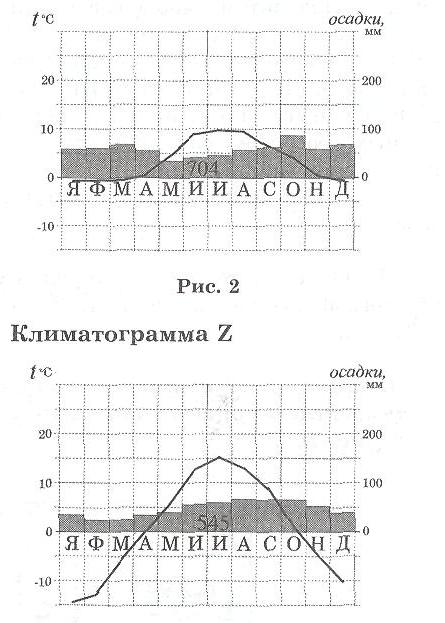 t°C осадки,
мм
20 200
10 100
704
0 0
Я Ф М А М И И А С О Н Д
-10
Рис. 2
Климатограмма Z
t°C осадки,
мм
20 200
10 100
545
0 0
Я Ф М А М И И А С О Н Д
-10